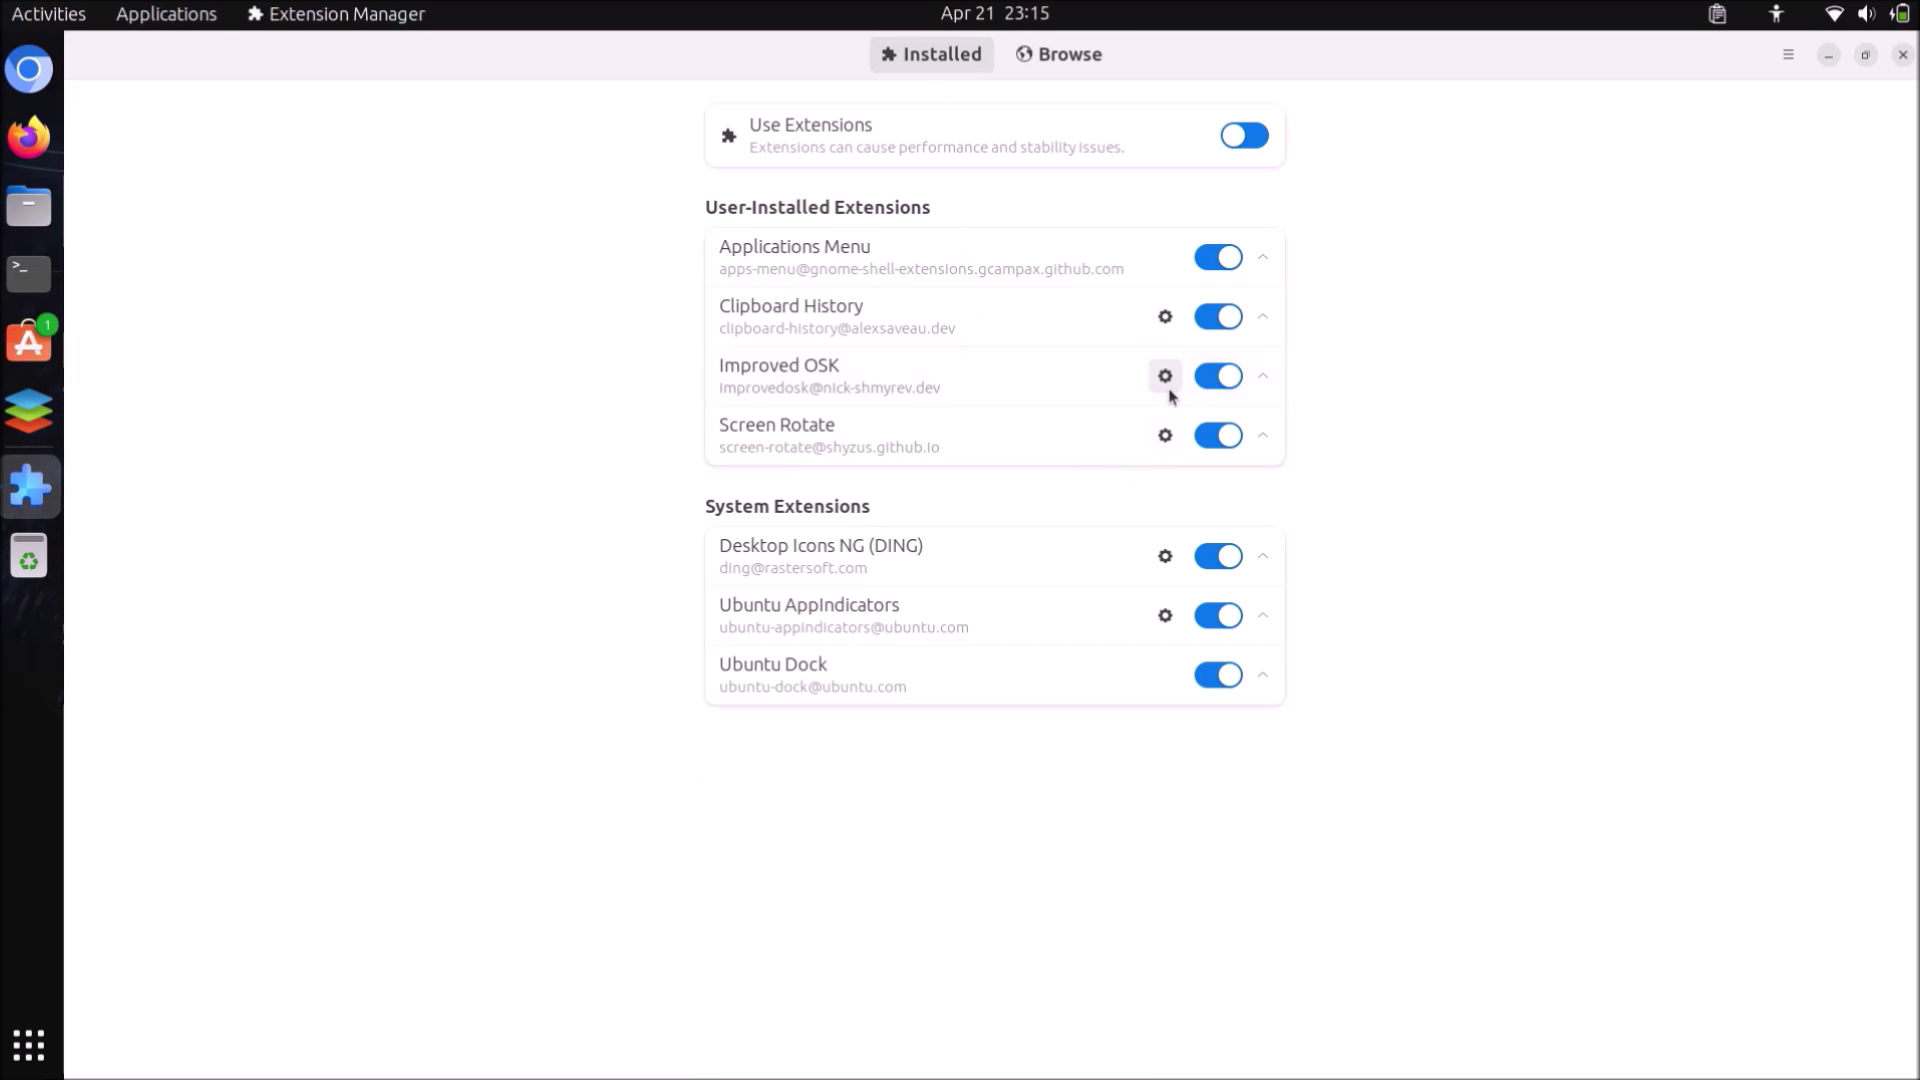 Activities Applications Extension Manager Apr 21 23:15
Installed Browse
Use Extensions
Extensions can cause performance and stability issues.
User-Installed Extensions
Applications Menu
apps-menu@gnome-shell-extensions.gcampax.github.com
Clipboard History
clipboard-history@alexsaveau.dev
Improved OSK
improvedosk@nick-shmyrev.dev
Screen Rotate
screen-rotate@shyzus.github.io
System Extensions
Desktop Icons NG (DING)
ding@rastersoft.com
Ubuntu AppIndicators
ubuntu-appindicators@ubuntu.com
Ubuntu Dock
ubuntu-dock@ubuntu.com
>_
1